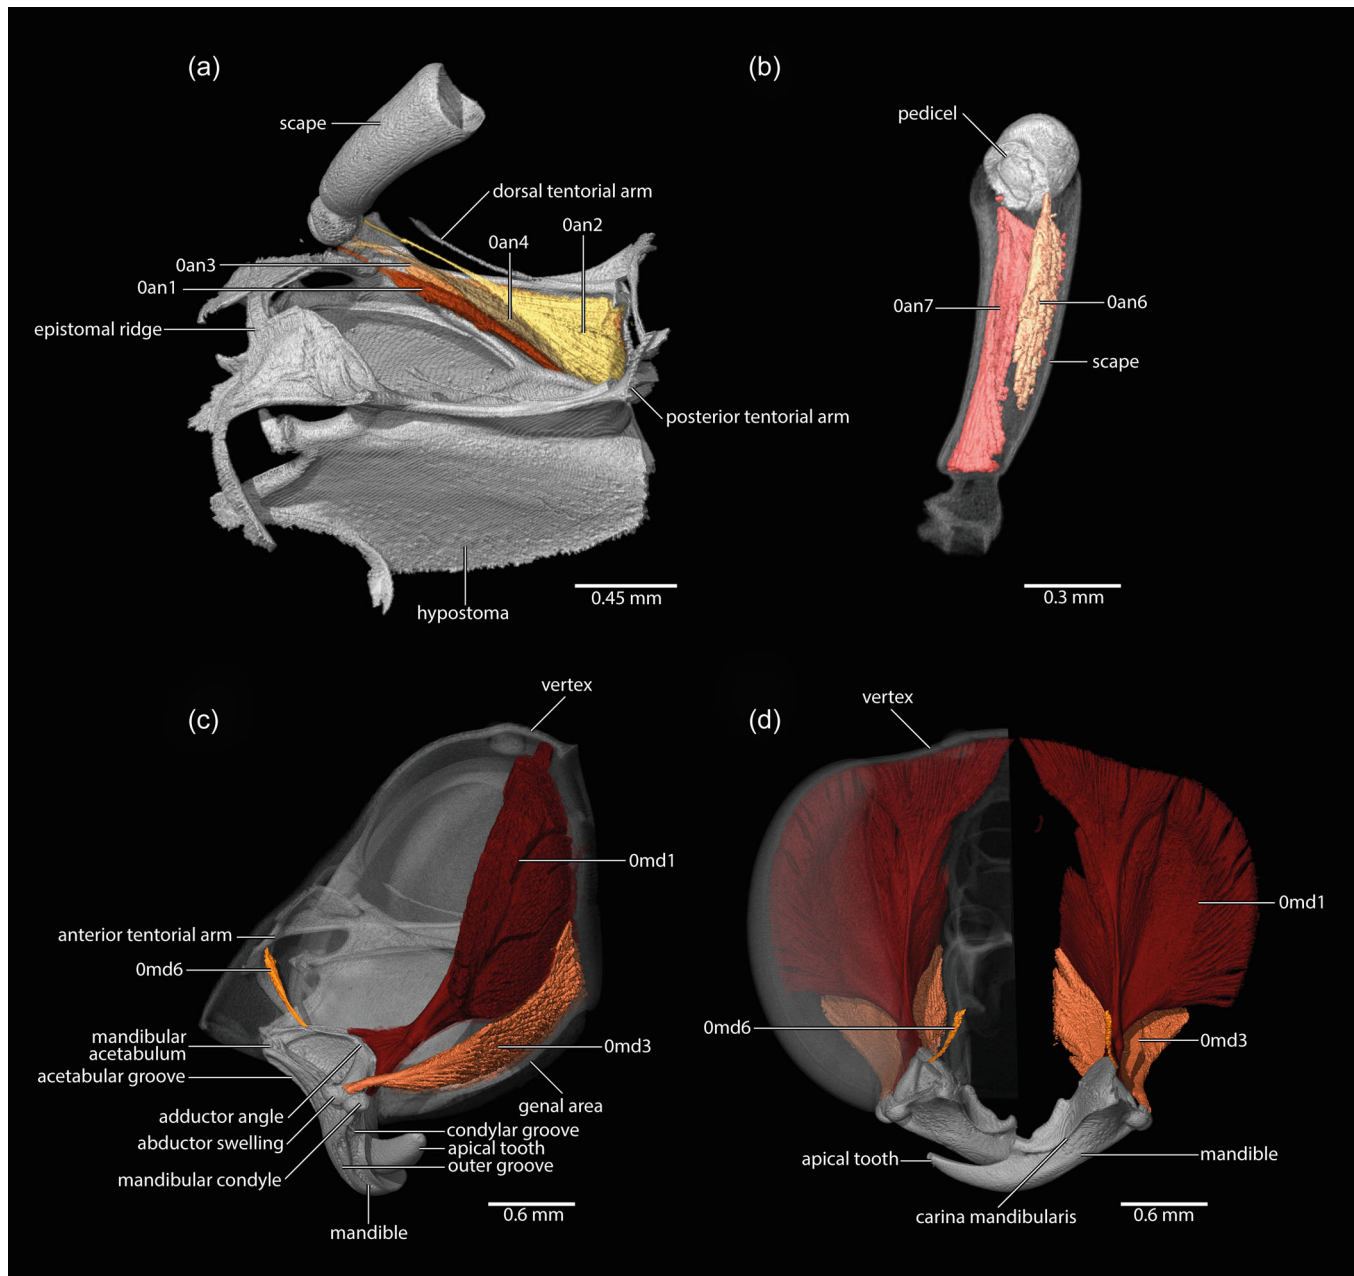 (a)
scape
dorsal tentorial arm
0an2
0an4
0an3
0an1
epistomal ridge
posterior tentorial arm
0.45 mm
hypostoma
(b)
pedicel
0an7
0an6
scape
0.3 mm
(c)
vertex
0md1
anterior tentorial arm
0md6
mandibular
acetabulum
acetabular groove
0md3
genal area
adductor angle
abductor swelling
condylar groove
apical tooth
outer groove
mandibular condyle
0.6 mm
mandible
(d)
vertex
0md1
0md6
0md3
apical tooth
mandible
carina mandibularis
0.6 mm